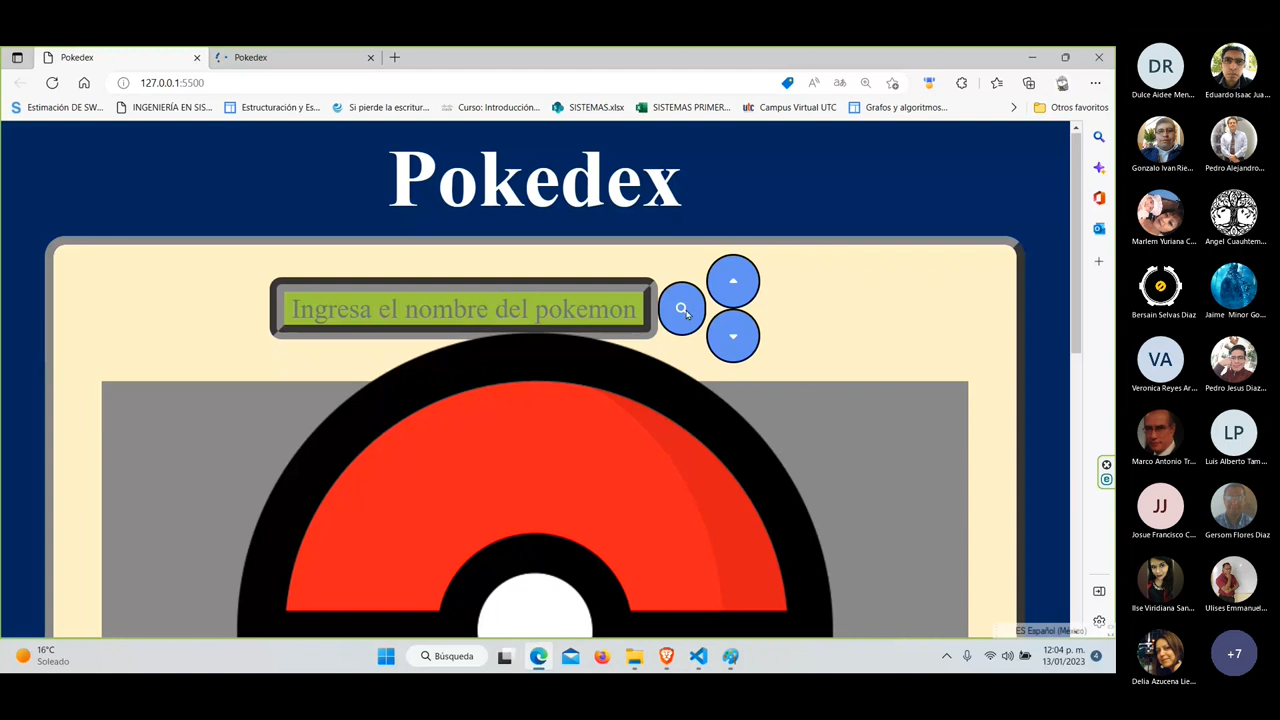 Pokedex
Pokedex
127.0.0.1:5500
Estimación DE SW...
INGENIERÍA EN SIS...
Estructuración y Es...
Si pierde la escritur...
Curso: Introducción...
SISTEMAS.xlsx
SISTEMAS PRIMER...
utc
Campus Virtual UTC
Grafos y algoritmos...
Otros favoritos
Pokedex
Ingresa el nombre del pokemon
ES Español (México)
16°C
Soleado
Búsqueda
12:04 p. m.
13/01/2023
4
DR
Dulce Aidee Men...
Eduardo Isaac Jua...
Gonzalo Ivan Rie...
Pedro Alejandro...
Marlem Yuriana C...
Angel Cuauhtem...
Bersain Selvas Diaz
Jaime Minor Go...
VA
Veronica Reyes Ar...
Pedro Jesus Diaz...
Marco Antonio Tr...
LP
Luis Alberto Tam...
JJ
Josue Francisco C...
Gersom Flores Diaz
Ilse Viridiana San...
Ulises Emmanuel...
Delia Azucena Lie...
+7